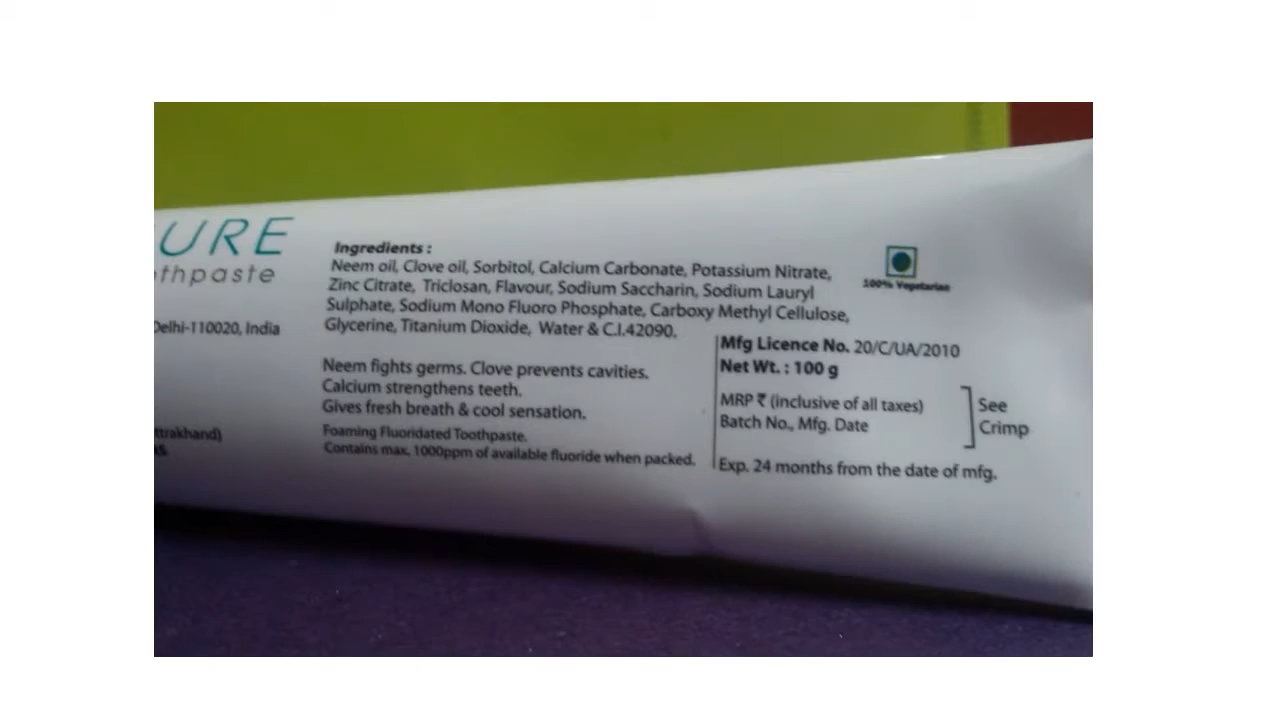 URE
thpaste
Delhi-110020, India
ttrakhand)
Ingredients :
Neem oil, Clove oil, Sorbitol, Calcium Carbonate, Potassium Nitrate,
Zinc Citrate, Triclosan, Flavour, Sodium Saccharin, Sodium Lauryl
Sulphate, Sodium Mono Fluoro Phosphate, Carboxy Methyl Cellulose,
Glycerine, Titanium Dioxide, Water & C.I.42090.
Neem fights germs. Clove prevents cavities.
Calcium strengthens teeth.
Gives fresh breath & cool sensation.
Foaming Fluoridated Toothpaste.
Contains max. 1000ppm of available fluoride when packed.
100% Vegetarian
Mfg Licence No. 20/C/UA/2010
Net Wt. : 100 g
MRP ₹ (inclusive of all taxes)
Batch No., Mfg. Date
See
Crimp
Exp. 24 months from the date of mfg.